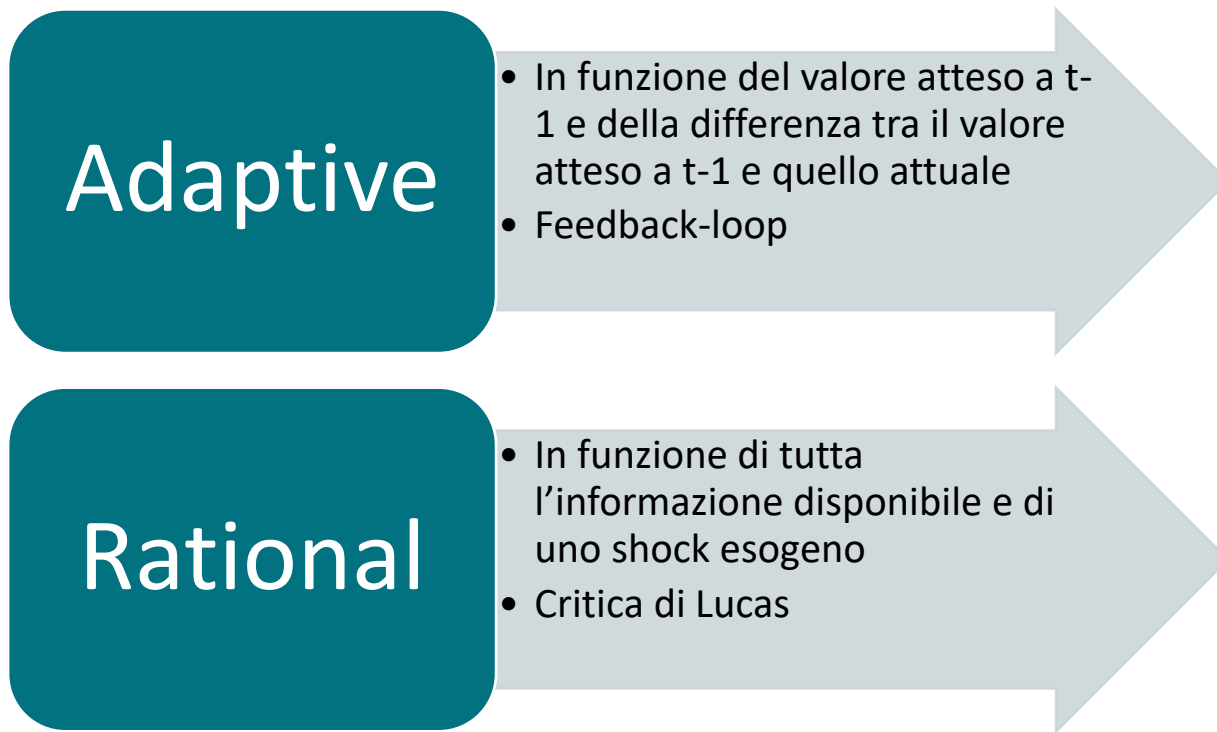 Adaptive
• In funzione del valore atteso a t-
1 e della differenza tra il valore
atteso a t-1 e quello attuale
• Feedback-loop
Rational
• In funzione di tutta
l’informazione disponibile e di
uno shock esogeno
• Critica di Lucas